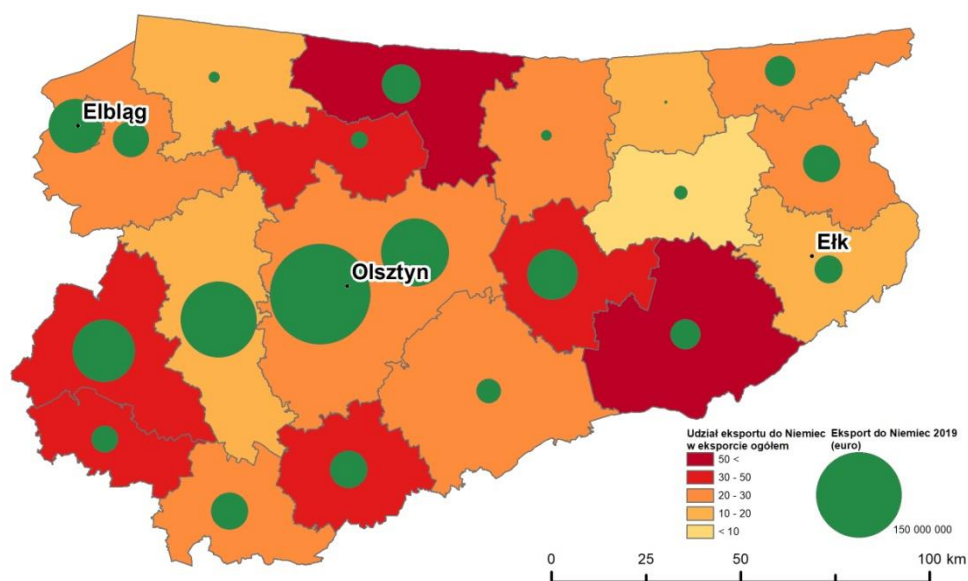 Elbląg
Olsztyn
Ełk
Udział eksportu do Niemiec
w eksporcie ogółem
50 <
30 - 50
20 - 30
10 - 20
< 10
Eksport do Niemiec 2019
(euro)
150 000 000
0 25 50 100 km